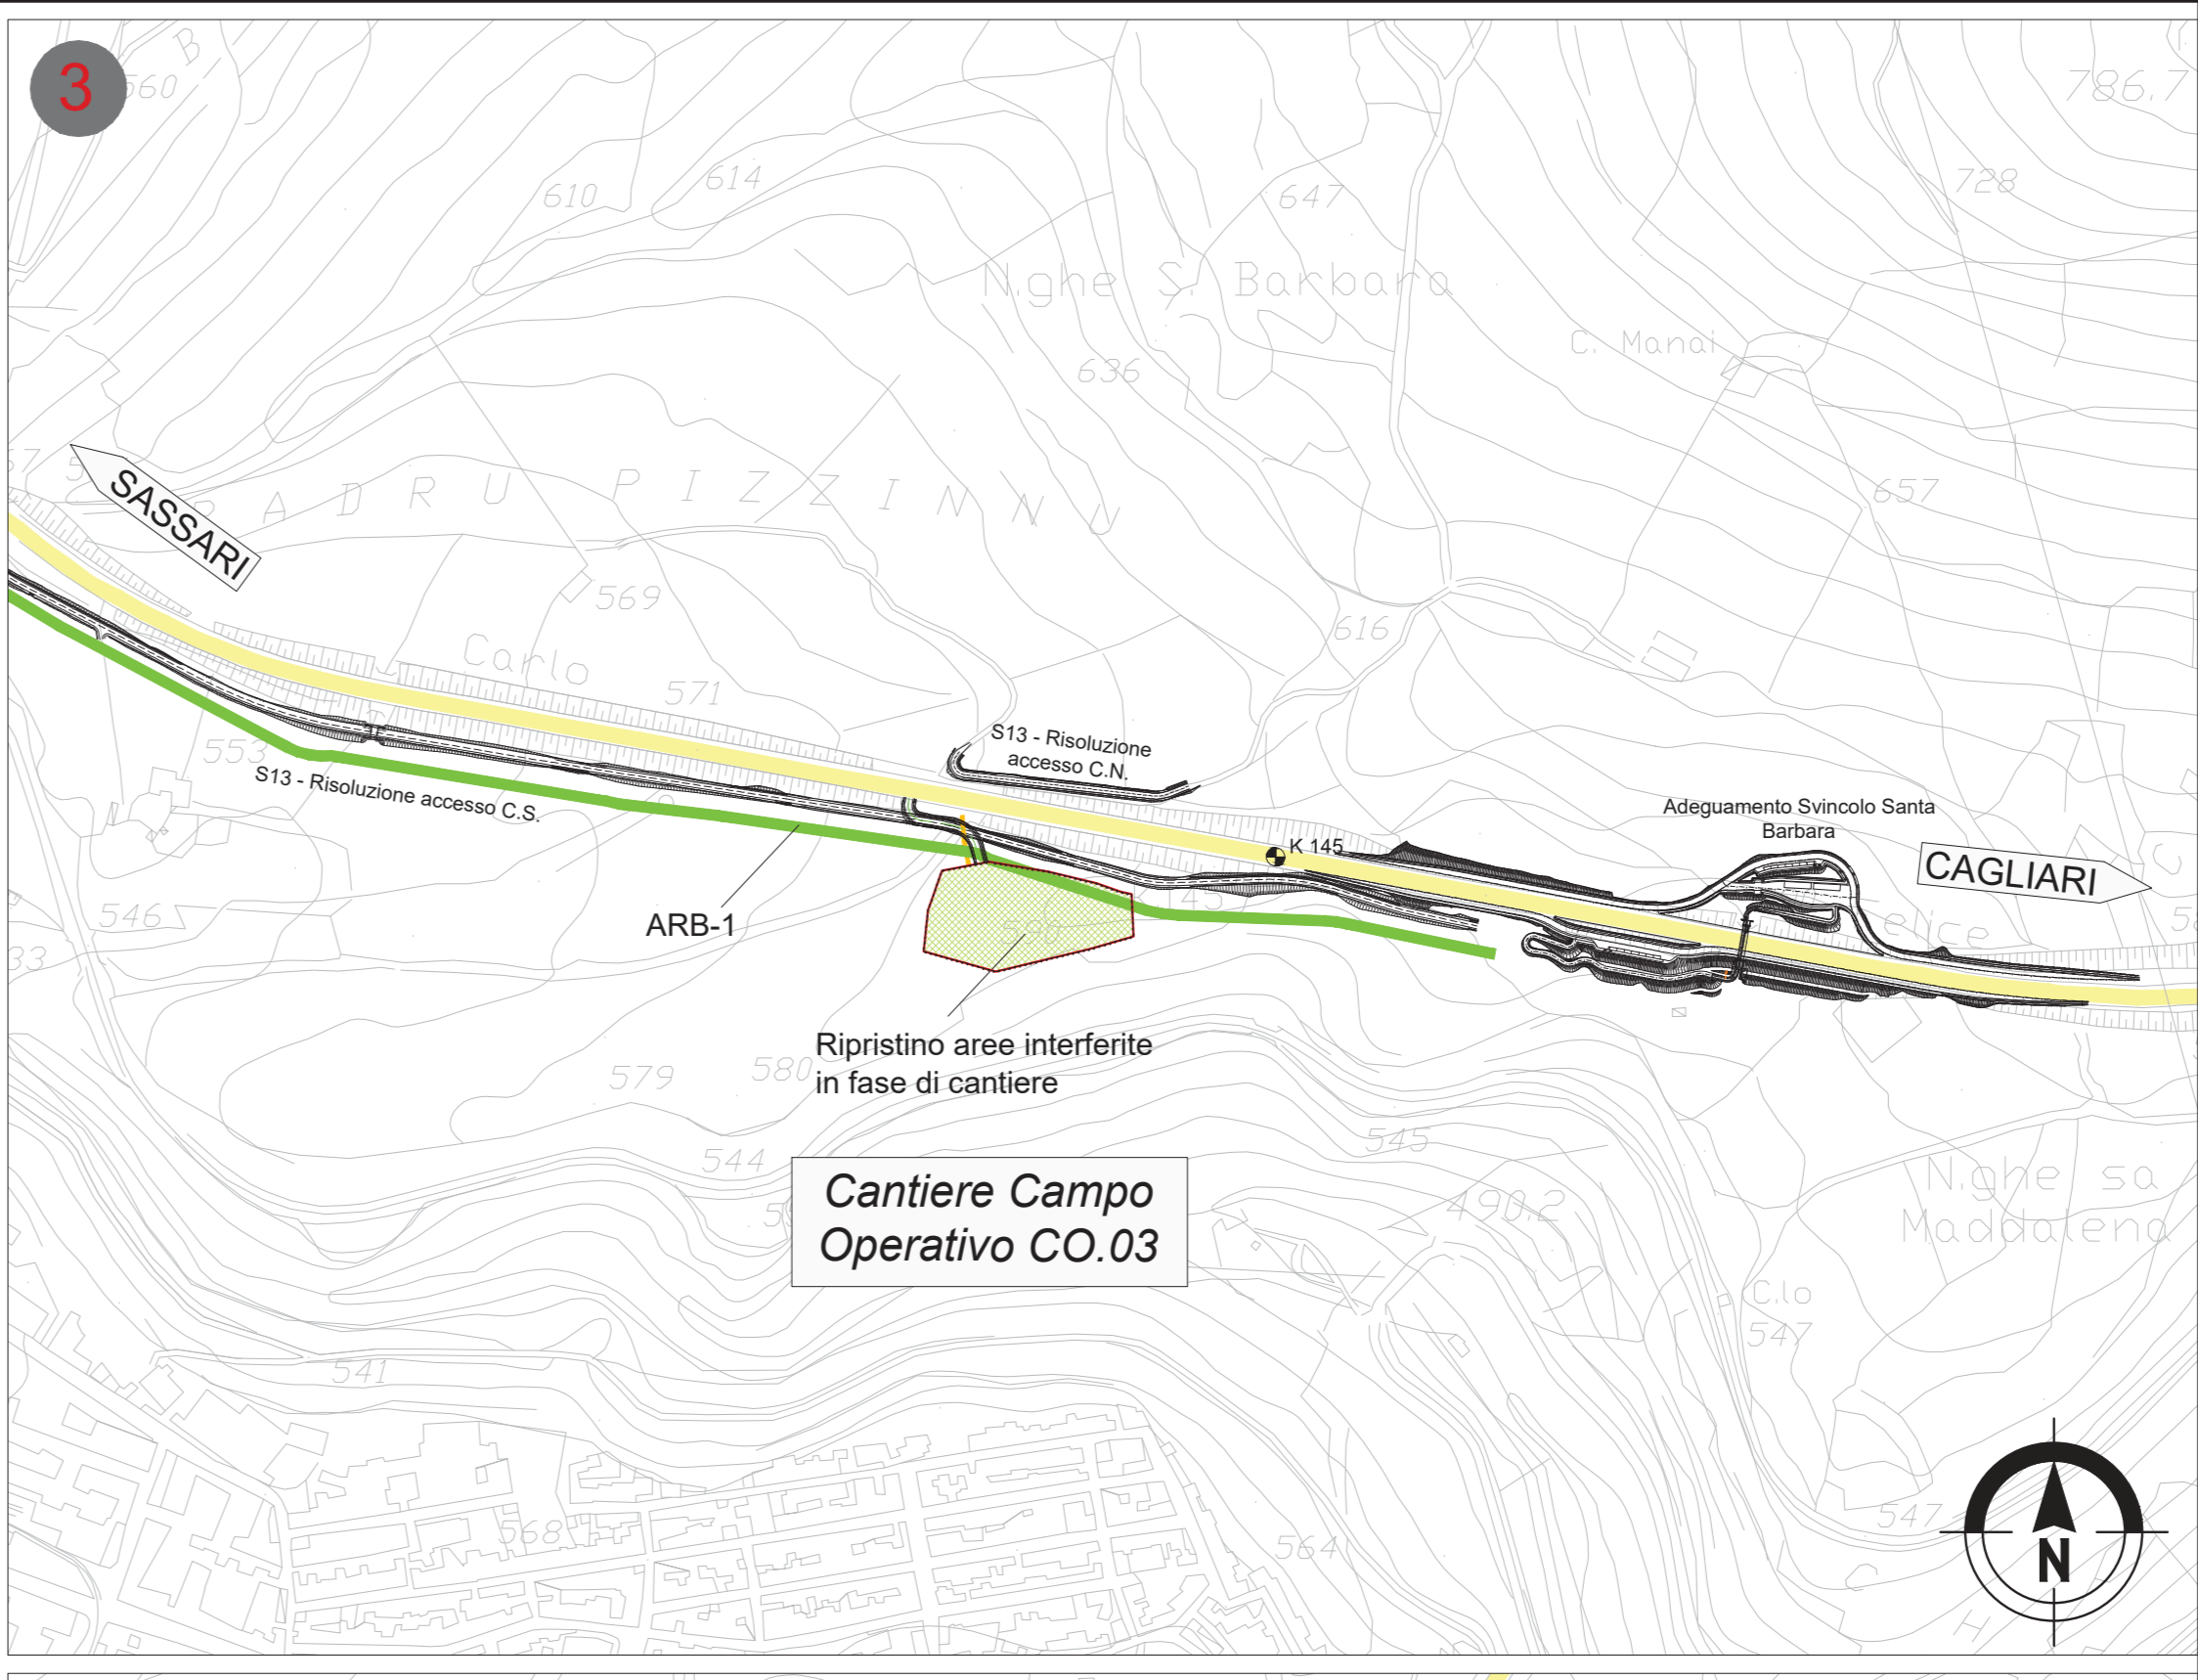 3
560
786.7
614
610
647
728
N.ghe S. Barbara
C. Manai
636
SASSARI
A D R U P I Z Z I N N U
657
569
616
Carlo
571
S13 - Risoluzione
accesso C.N.
553
S13 - Risoluzione accesso C.S.
Adeguamento Svincolo Santa
Barbara
K 145
CAGLIARI
546
ARB-1
Ripristino aree interferite
in fase di cantiere
579
580
545
544
Cantiere Campo
Operativo CO.03
490.2
N.ghe sa
Maddalena
C.lo
547
541
547
568
564
N